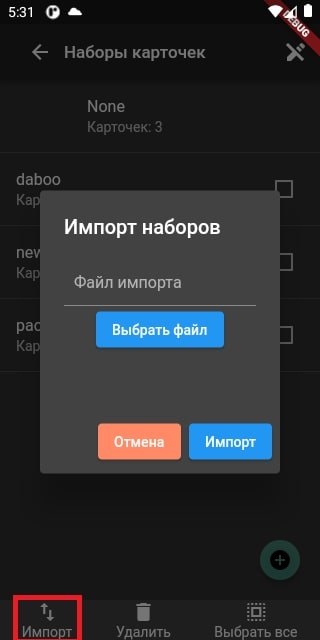 5:31
DEBUG
Наборы карточек
None
Карточек: 3
daboo
Кар
new
Кар
pac
Кар
Импорт наборов
Файл импорта
Выбрать файл
Отмена
Импорт
Импорт
Удалить
Выбрать все